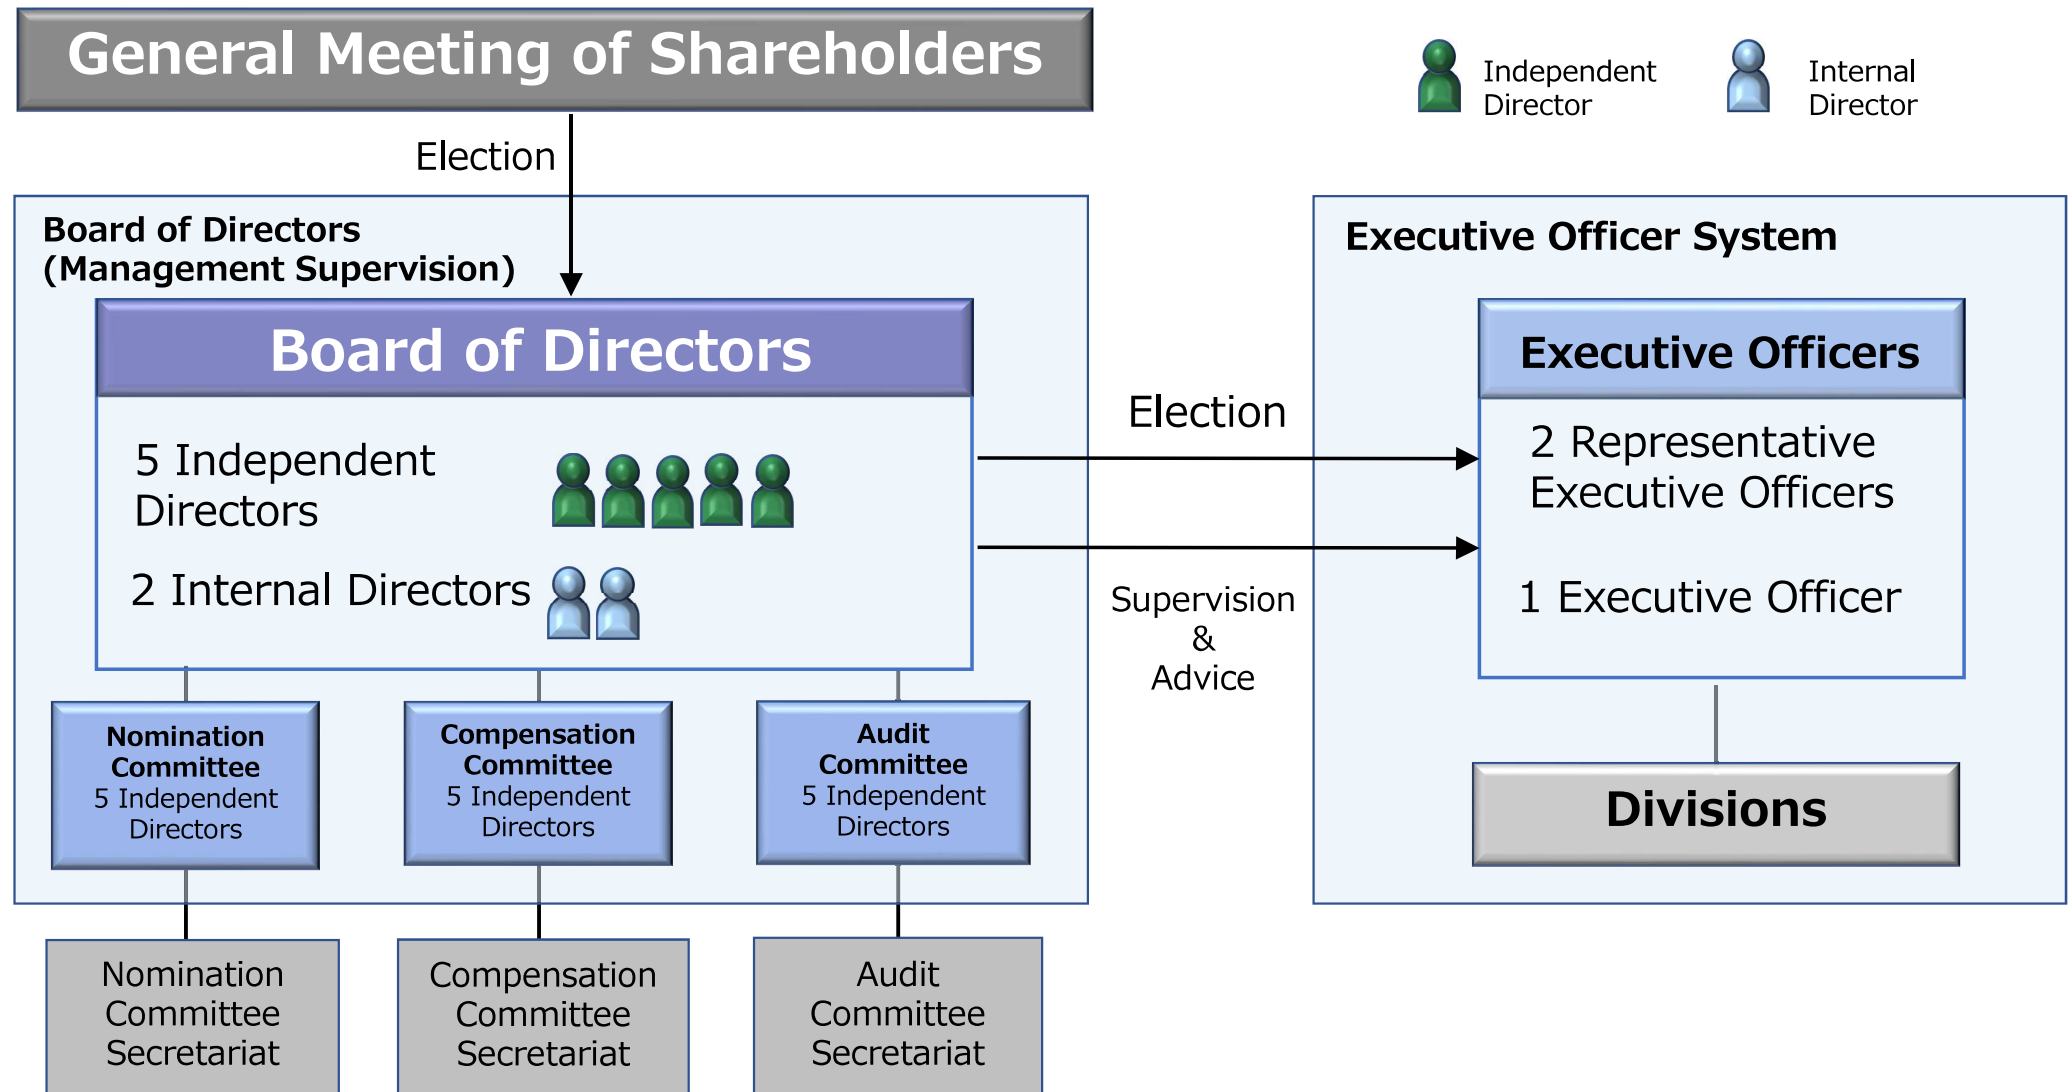 General Meeting of Shareholders
Independent
Director
Internal
Director
Election
Board of Directors
(Management Supervision)
Board of Directors
5 Independent
Directors
2 Internal Directors
Nomination
Committee
5 Independent
Directors
Compensation
Committee
5 Independent
Directors
Audit
Committee
5 Independent
Directors
Nomination
Committee
Secretariat
Compensation
Committee
Secretariat
Audit
Committee
Secretariat
Election
Supervision
&
Advice
Executive Officer System
Executive Officers
2 Representative
Executive Officers
1 Executive Officer
Divisions